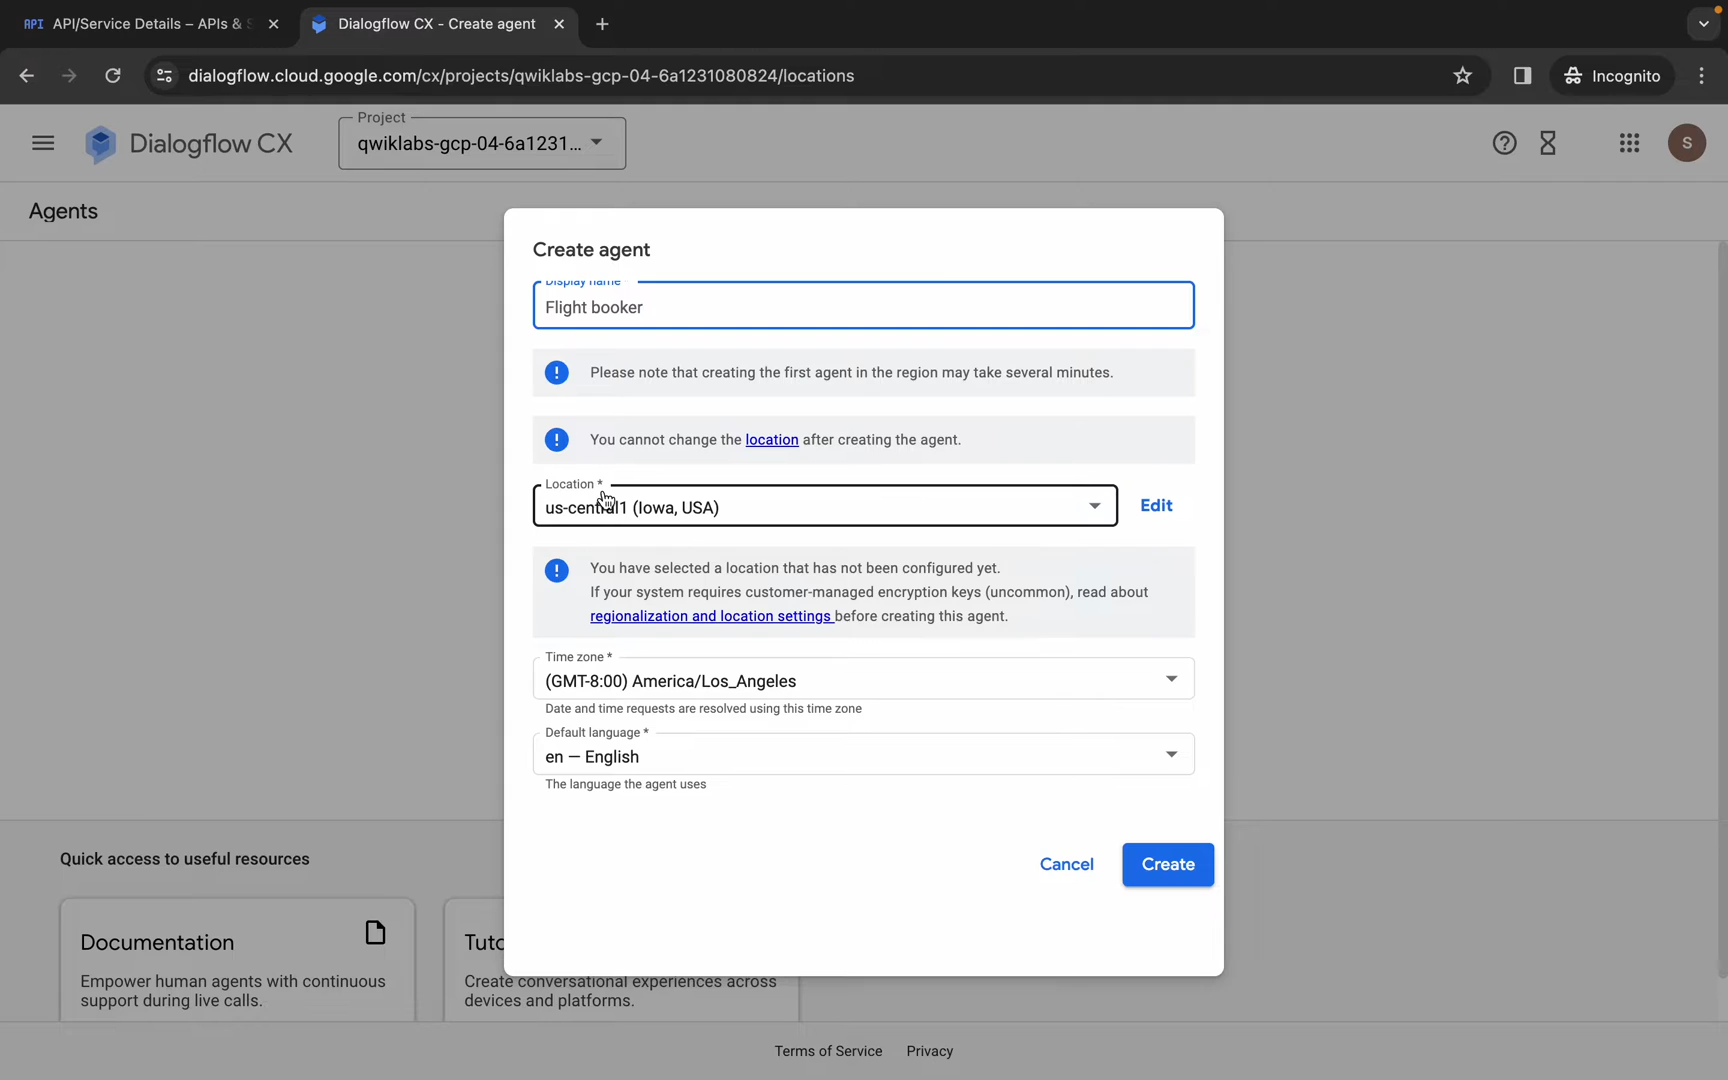 API API/Service Details – APIs & S
Dialogflow CX - Create agent
dialogflow.cloud.google.com/cx/projects/qwiklabs-gcp-04-6a1231080824/locations
Incognito
Dialogflow CX
Project
qwiklabs-gcp-04-6a1231...
S
Agents
Create agent
Display name
Flight booker
Please note that creating the first agent in the region may take several minutes.
You cannot change the location after creating the agent.
Location *
us-central1 (Iowa, USA)
Edit
You have selected a location that has not been configured yet.
If your system requires customer-managed encryption keys (uncommon), read about
regionalization and location settings before creating this agent.
Time zone *
(GMT-8:00) America/Los_Angeles
Date and time requests are resolved using this time zone
Default language *
en — English
The language the agent uses
Cancel
Create
Quick access to useful resources
Documentation
Empower human agents with continuous
support during live calls.
Tuto
Create conversational experiences across
devices and platforms.
Terms of Service
Privacy